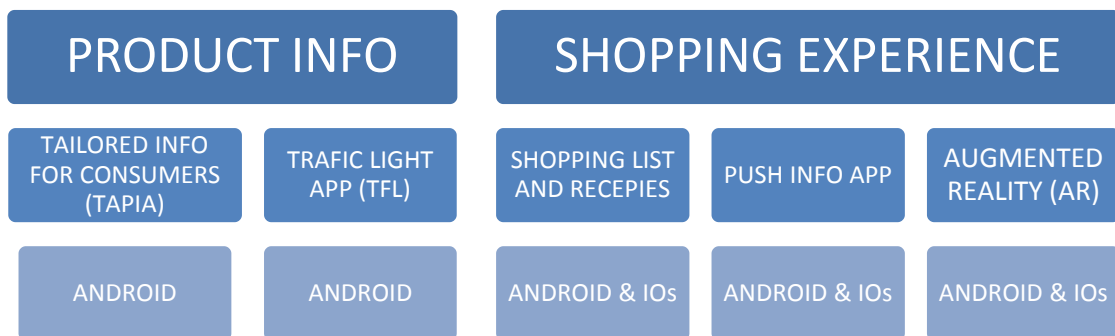 PRODUCT INFO
SHOPPING EXPERIENCE
TAILORED INFO
FOR CONSUMERS
(TAPIA)
TRAFIC LIGHT
APP (TFL)
SHOPPING LIST
AND RECEPIES
PUSH INFO APP
AUGMENTED
REALITY (AR)
ANDROID
ANDROID
ANDROID & IOs
ANDROID & IOs
ANDROID & IOs